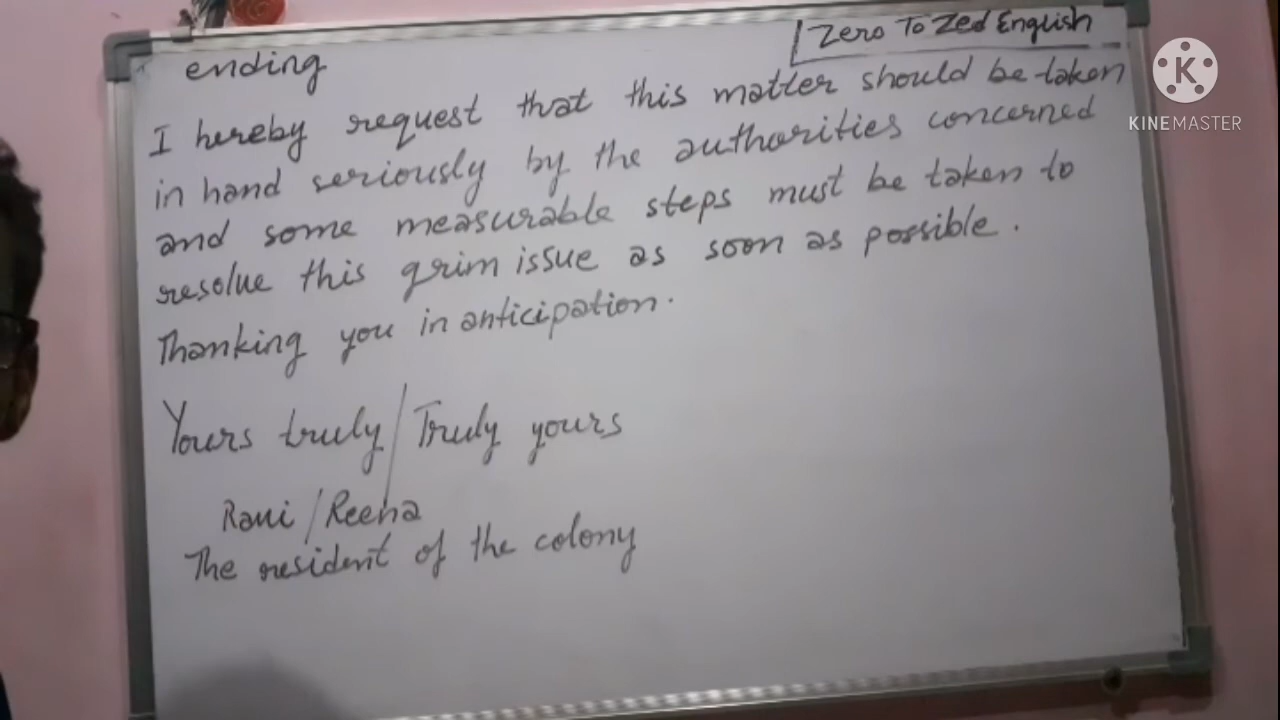 Zero To Zed English
ending
I hereby request that this matter should be taken
in hand seriously by the authorities concerned
and some measurable steps must be taken to
resolve this grim issue as soon as possible.
Thanking you in anticipation.
Yours truly / Truly yours
Ravi / Reena
The resident of the colony
K
KINEMASTER